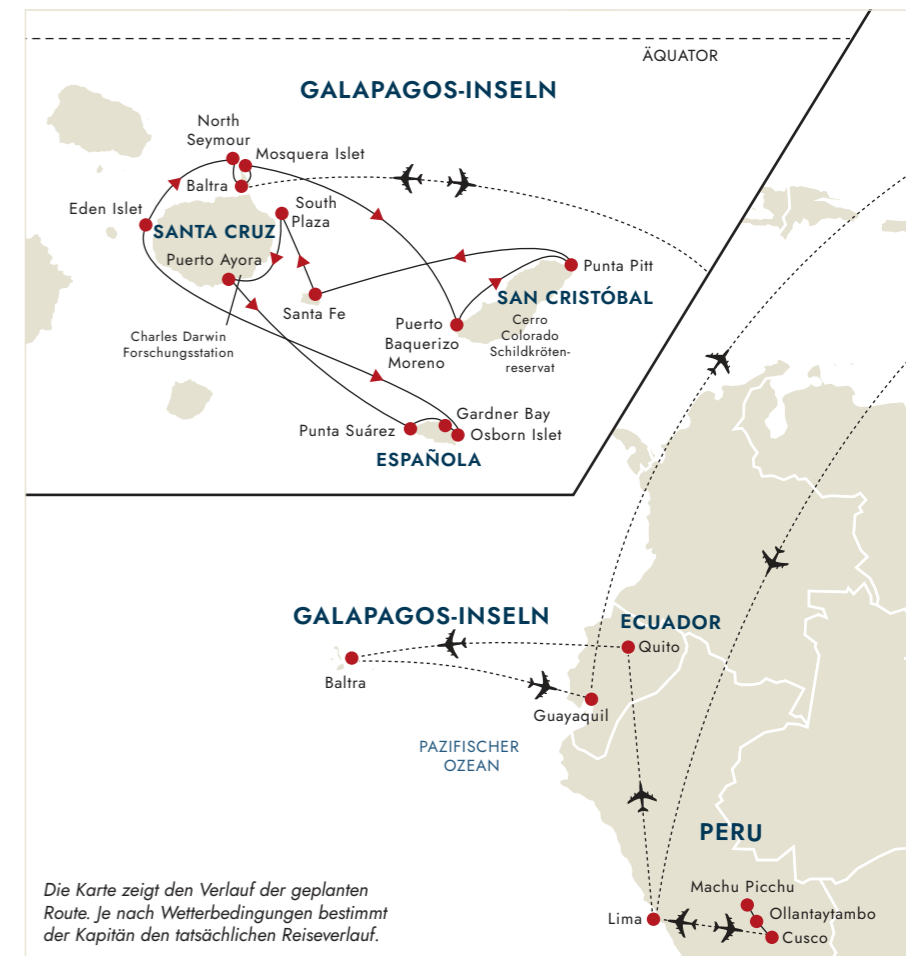 ÄQUATOR
GALAPAGOS-INSELN
North
Seymour
Mosquera Islet
Baltra
South
Plaza
Eden Islet
SANTA CRUZ
Puerto Ayora
Punta Pitt
Santa Fe
SAN CRISTÓBAL
Charles Darwin
Forschungsstation
Puerto
Baquerizo
Moreno
Cerro
Colorado
Schildkröten-
reservat
Gardner Bay
Punta Suárez
Osborn Islet
ESPAÑOLA
GALAPAGOS-INSELN
ECUADOR
Quito
Baltra
Guayaquil
PAZIFISCHER
OZEAN
PERU
Machu Picchu
Ollantaytambo
Lima
Cusco
Die Karte zeigt den Verlauf der geplanten
Route. Je nach Wetterbedingungen bestimmt
der Kapitän den tatsächlichen Reiseverlauf.